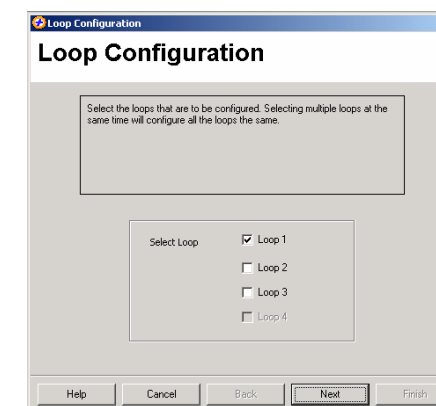 Loop Configuration
Loop Configuration
Select the loops that are to be configured. Selecting multiple loops at the
same time will configure all the loops the same.
Select Loop
Loop 1
Loop 2
Loop 3
Loop 4
Help Cancel Back Next Finish